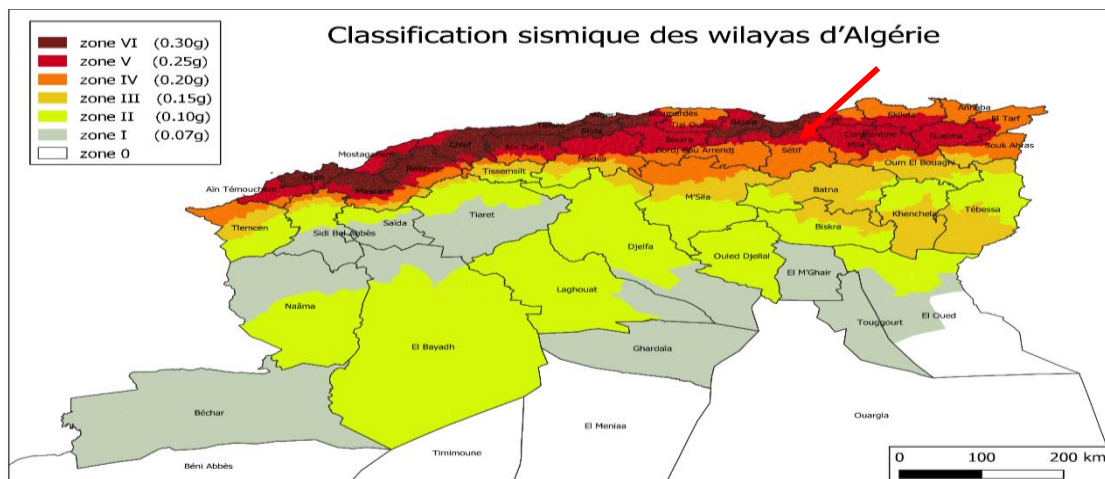 Classification sismique des wilayas d'Algérie
zone VI (0.30g)
zone V (0.25g)
zone IV (0.20g)
zone III (0.15g)
zone II (0.10g)
zone I (0.07g)
zone 0
Boumerdès
Annaba
Skikda
El Tarf
Tizi Ouzou
Béjaïa
Blida
Bouira
Constantine
Guelma
Mostaganem
Chlef
Aïn Defla
Mila
Bordj Bou Arreridj
Sétif
Souk Ahras
Médéa
Oum El Bouaghi
Oran
Relizane
Tissemsilt
Aïn Témouchent
Mascara
Batna
M'Sila
Khenchela
Tébessa
Tlemcen
Saïda
Tiaret
Sidi Bel Abbès
Biskra
Djelfa
Ouled Djellal
El M'Ghair
Laghouat
Naâma
El Oued
Touggourt
El Bayadh
Ghardaïa
Béchar
Ouargla
El Meniaa
Béni Abbès
Timimoune
0 100 200 km